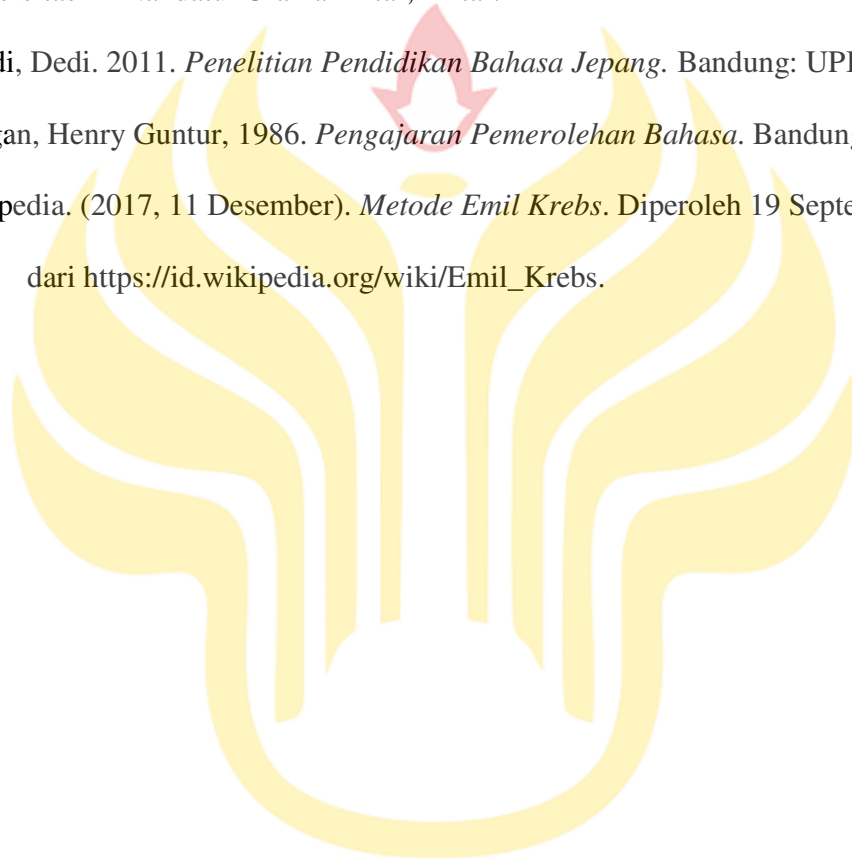 di, Dedi. 2011. Penelitian Pendidikan Bahasa Jepang. Bandung: UPI
gan, Henry Guntur, 1986. Pengajaran Pemerolehan Bahasa. Bandung
pedia. (2017, 11 Desember). Metode Emil Krebs. Diperoleh 19 Septe
dari https://id.wikipedia.org/wiki/Emil_Krebs.